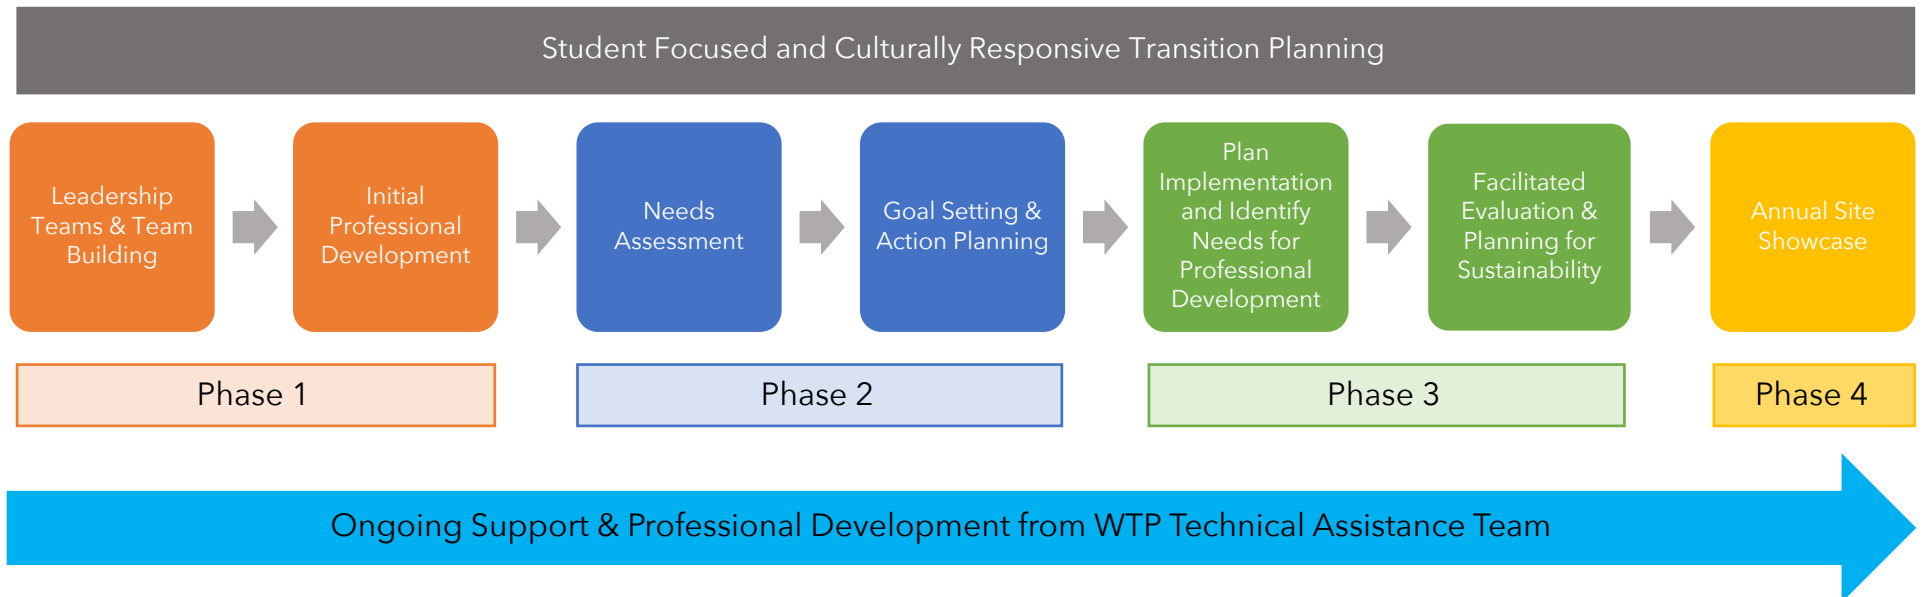 Student Focused and Culturally Responsive Transition Planning
Leadership
Teams & Team
Building
Initial
Professional
Development
Needs
Assessment
Goal Setting &
Action Planning
Plan
Implementation
and Identify
Needs for
Professional
Development
Facilitated
Evaluation &
Planning for
Sustainability
Annual Site
Showcase
Phase 1
Phase 2
Phase 3
Phase 4
Ongoing Support & Professional Development from WTP Technical Assistance Team